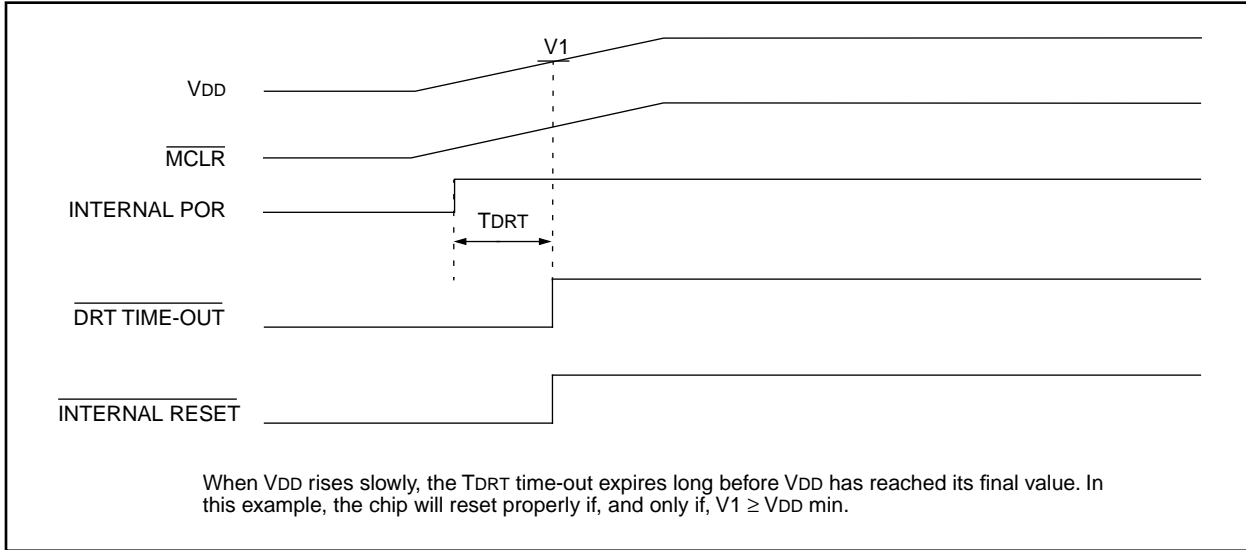 V1
VDD
MCLR
INTERNAL POR
TDRT
DRT TIME-OUT
INTERNAL RESET
When VDD rises slowly, the TDRT time-out expires long before VDD has reached its final value. In
this example, the chip will reset properly if, and only if, V1 ≥ VDD min.